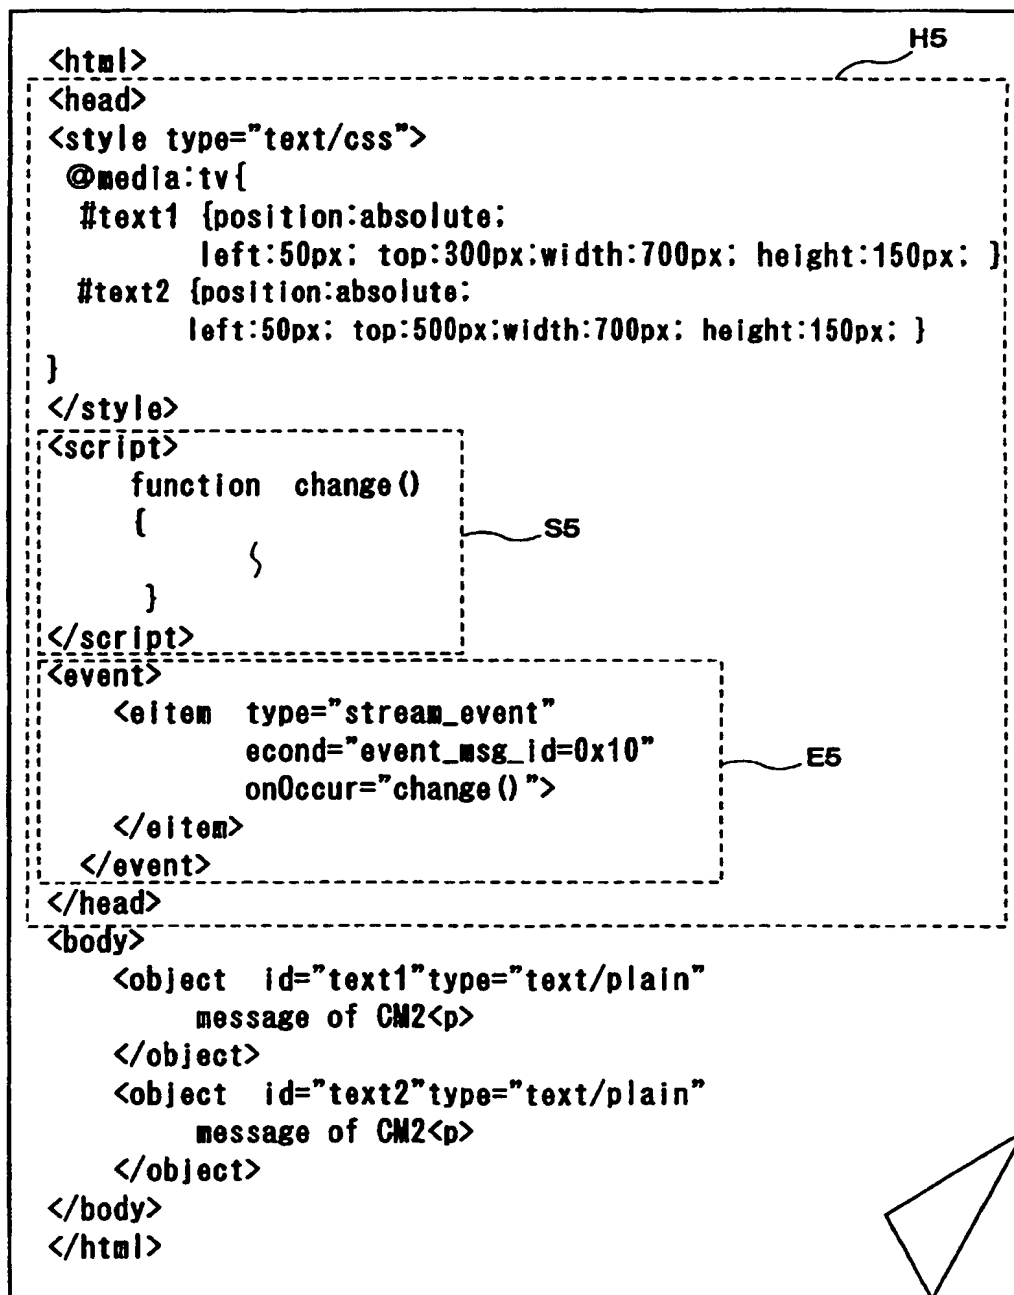 H5
<html>
<head>
<style type="text/css">
@media:tv{
#text1 {position:absolute;
left:50px; top:300px;width:700px; height:150px; }
#text2 {position:absolute;
left:50px; top:500px;width:700px; height:150px; }
}
</style>
<script>
function change()
{
}
</script>
S5
<event>
<eitem type="stream_event"
econd="event_msg_id=0x10"
onOccur="change()">
</eitem>
</event>
E5
</head>
<body>
<object id="text1"type="text/plain"
message of CM2<p>
</object>
<object id="text2"type="text/plain"
message of CM2<p>
</object>
</body>
</html>